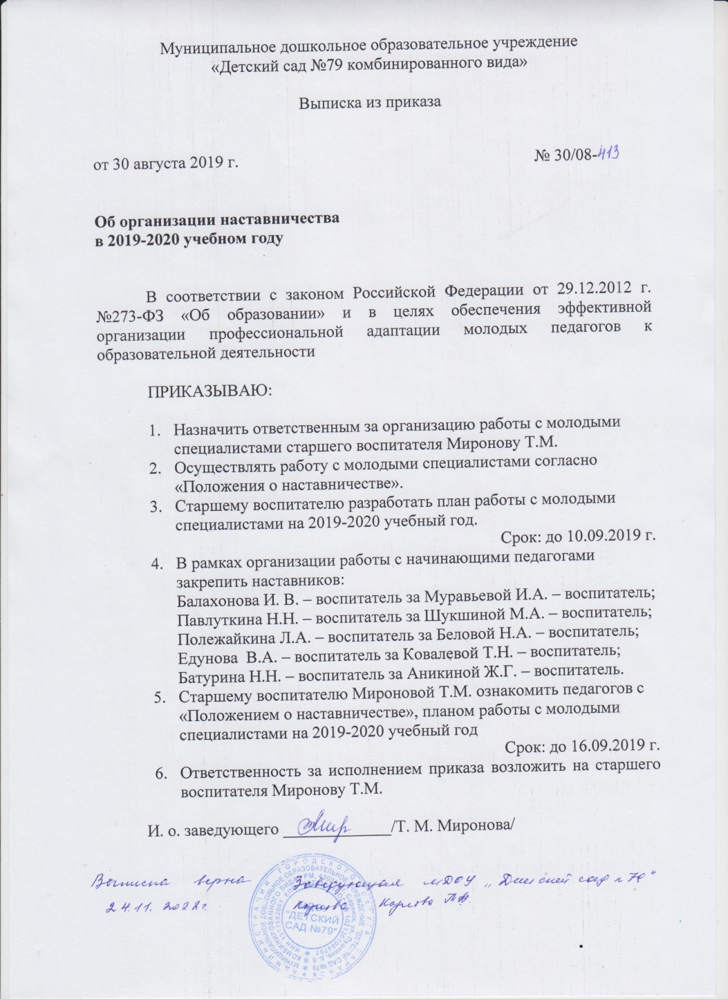 Муниципальное дошкольное образовательное учреждение
«Детский сад №79 комбинированного вида»
Выписка из приказа
от 30 августа 2019 г. № 30/08-413
Об организации наставничества
в 2019-2020 учебном году
В соответствии с законом Российской Федерации от 29.12.2012 г.
№273-ФЗ «Об образовании» и в целях обеспечения эффективной
организации профессиональной адаптации молодых педагогов к
образовательной деятельности
ПРИКАЗЫВАЮ:
1. Назначить ответственным за организацию работы с молодыми
специалистами старшего воспитателя Миронову Т.М.
2. Осуществлять работу с молодыми специалистами согласно
«Положения о наставничестве».
3. Старшему воспитателю разработать план работы с молодыми
специалистами на 2019-2020 учебный год.
Срок: до 10.09.2019 г.
4. В рамках организации работы с начинающими педагогами
закрепить наставников:
Балахонова И. В. – воспитатель за Муравьевой И.А. – воспитатель;
Павлуткина Н.Н. – воспитатель за Шукшиной М.А. – воспитатель;
Полежайкина Л.А. – воспитатель за Беловой Н.А. – воспитатель;
Едунова В.А. – воспитатель за Ковалевой Т.Н. – воспитатель;
Батурина Н.Н. – воспитатель за Аникиной Ж.Г. – воспитатель.
5. Старшему воспитателю Мироновой Т.М. ознакомить педагогов с
«Положением о наставничестве», планом работы с молодыми
специалистами на 2019-2020 учебный год
Срок: до 16.09.2019 г.
6. Ответственность за исполнением приказа возложить на старшего
воспитателя Миронову Т.М.
И. о. заведующего _____________/Т. М. Миронова/
Выписка верна Заведующая МДОУ „Детский сад
24.11.2022г. Карлова
"ДЕТСКИЙ
САД №79"